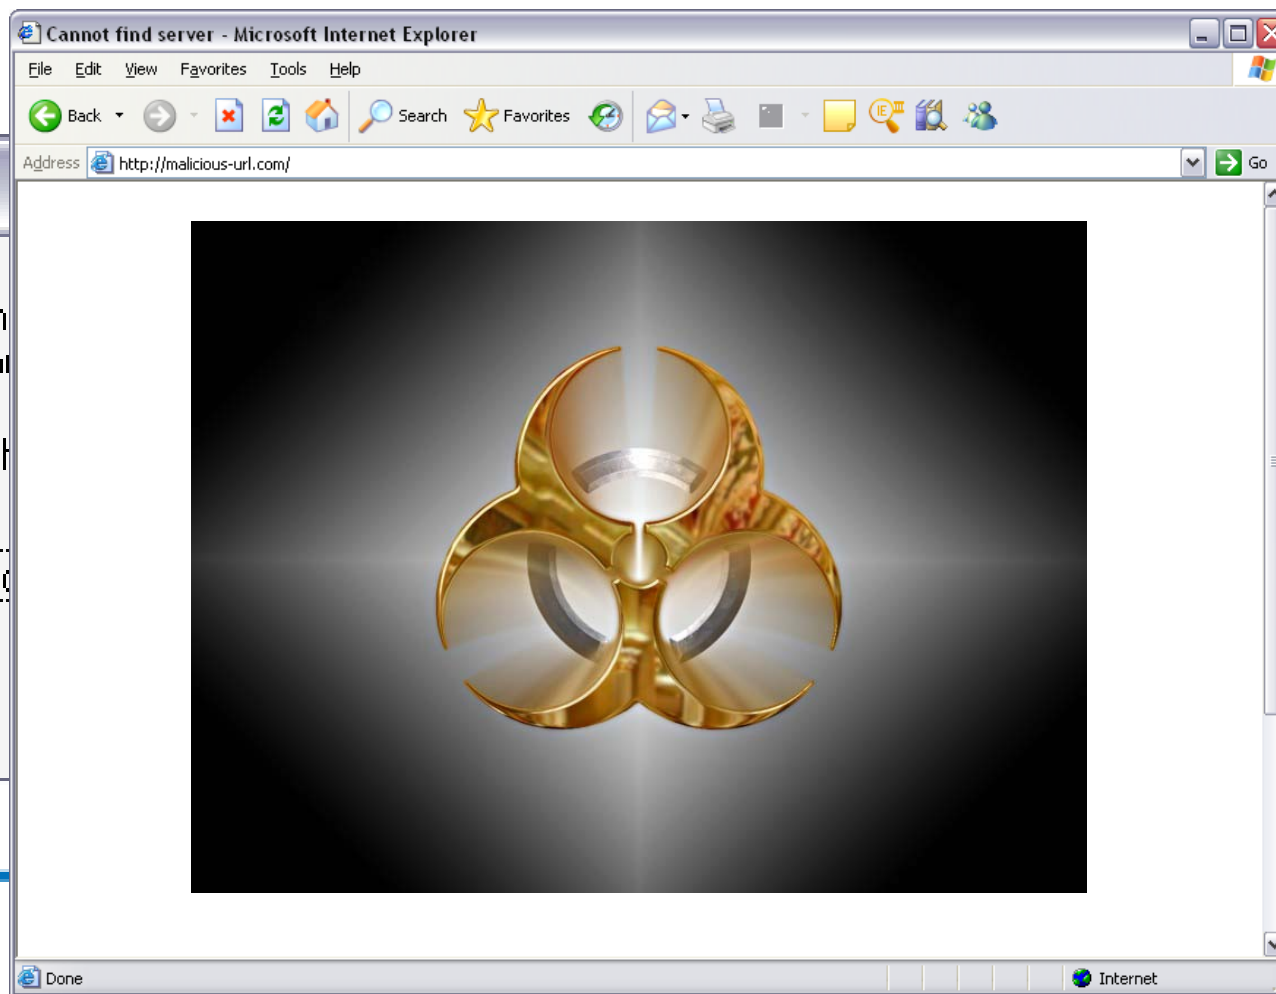 Cannot find server - Microsoft Internet Explorer
File Edit View Favorites Tools Help
Back Search Favorites
Address http://malicious-url.com/ Go
Done Internet